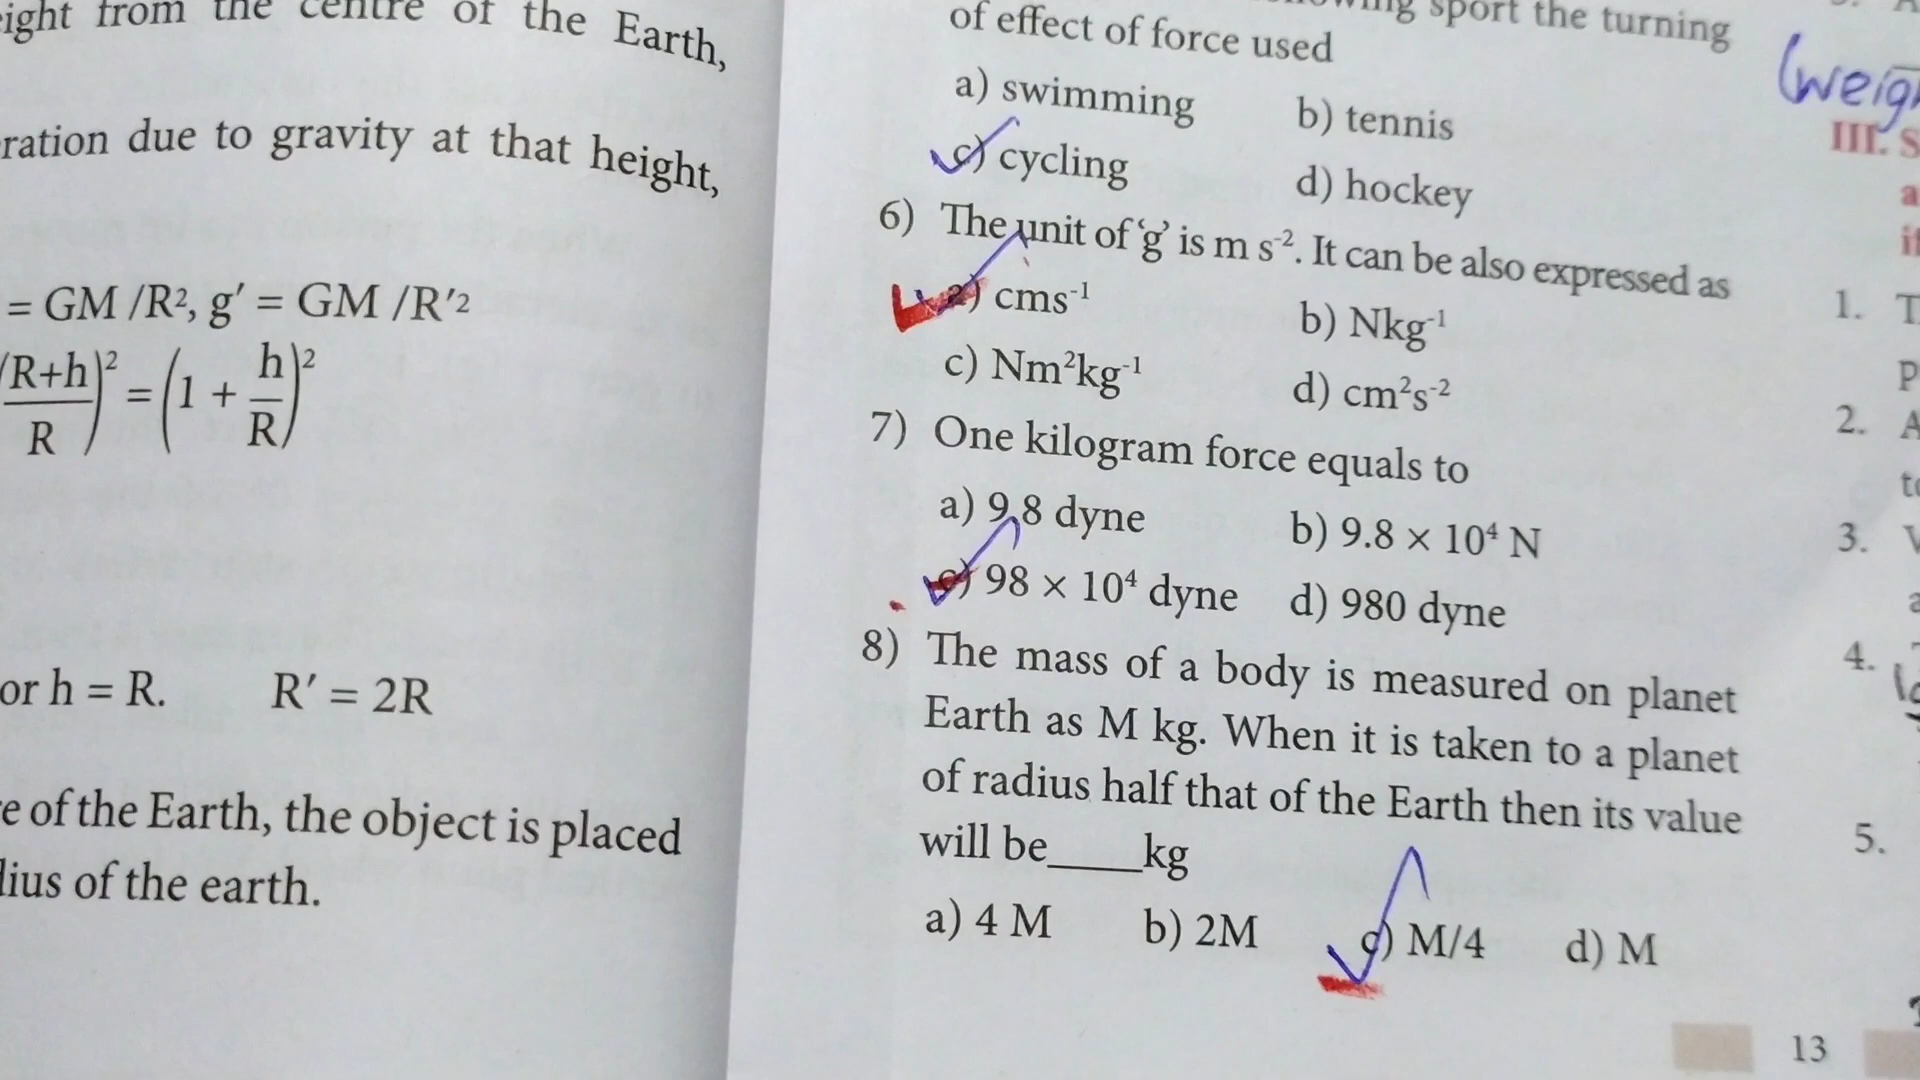 from the centre of the Earth,
due to gravity at that height,
= GM /R², g′ = GM /R′²
(R+h/R)² = (1 + h/R)²
or h = R. R′ = 2R
of the Earth, the object is placed
of the earth.
sport the turning
of effect of force used
a) swimming b) tennis
c) cycling d) hockey
6) The unit of ‘g’ is m s⁻². It can be also expressed as
a) cms⁻¹ b) Nkg⁻¹
c) Nm²kg⁻¹ d) cm²s⁻²
7) One kilogram force equals to
a) 9.8 dyne b) 9.8 × 10⁴ N
c) 98 × 10⁴ dyne d) 980 dyne
8) The mass of a body is measured on planet
Earth as M kg. When it is taken to a planet
of radius half that of the Earth then its value
will be____kg
a) 4 M b) 2M c) M/4 d) M
13
III.
1.
2.
3.
4.
5.